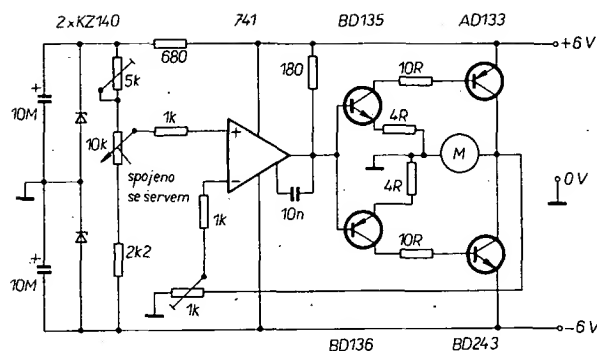 2xKZ140 741 BD135 AD133
+6V
680
180
10R
5k
4R
10M
1k
10k
+
M
spojeno
se servem
−
10n
4R
0V
1k
2k2
10R
10M
1k
−6V
BD136 BD243